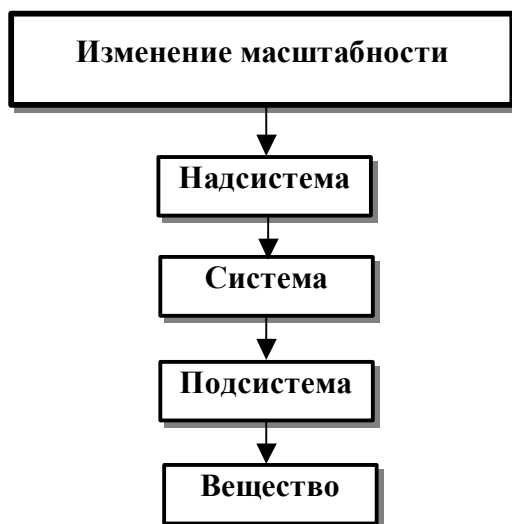 Изменение масштабности
Надсистема
Система
Подсистема
Вещество